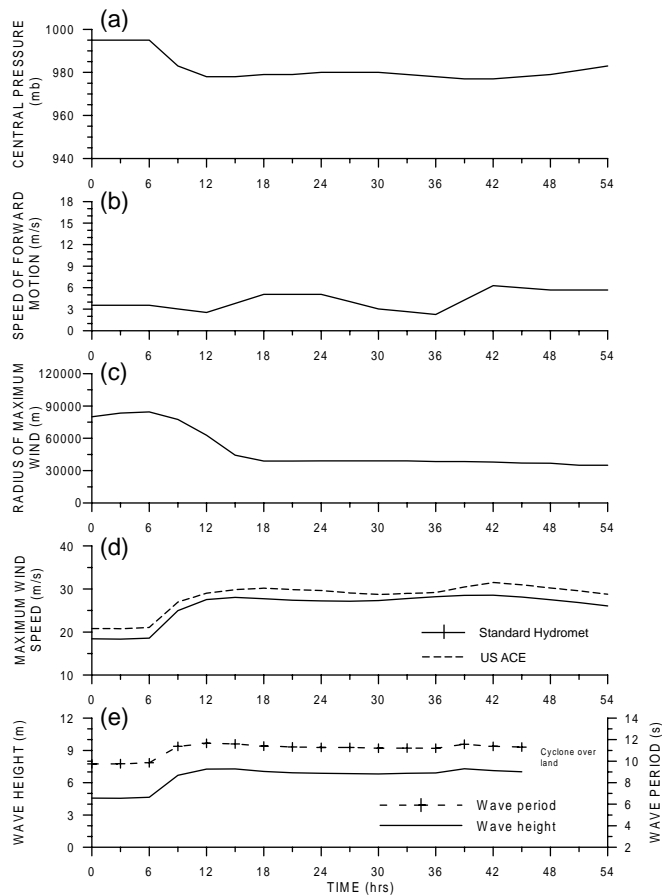 (a)
CENTRAL PRESSURE
(mb)
1000
980
960
940
0 6 12 18 24 30 36 42 48 54
(b)
SPEED OF FORWARD
MOTION (m/s)
18
15
12
9
6
3
0
0 6 12 18 24 30 36 42 48 54
(c)
RADIUS OF MAXIMUM
WIND (m)
120000
90000
60000
30000
0
0 6 12 18 24 30 36 42 48 54
(d)
MAXIMUM WIND
SPEED (m/s)
40
30
20
10
Standard Hydromet
US ACE
0 6 12 18 24 30 36 42 48 54
(e)
WAVE HEIGHT (m)
12
9
6
3
0
Cyclone over
land
Wave period
Wave height
14
12
10
8
6
4
2
WAVE PERIOD (s)
0 6 12 18 24 30 36 42 48 54
TIME (hrs)